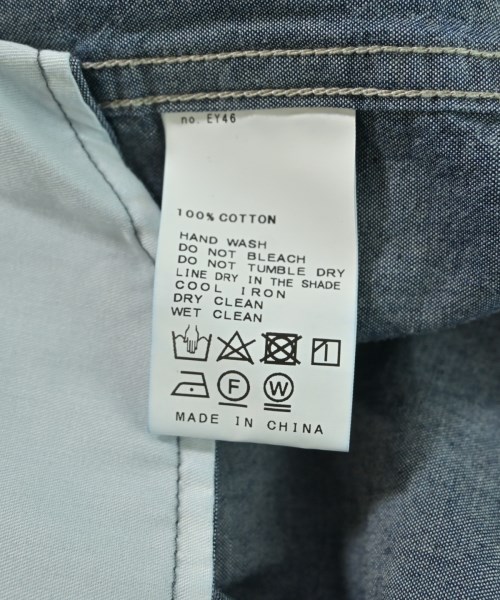 no. EY46
100% COTTON
HAND WASH
DO NOT BLEACH
DO NOT TUMBLE DRY
LINE DRY IN THE SHADE
COOL IRON
DRY CLEAN
WET CLEAN
F W
MADE IN CHINA